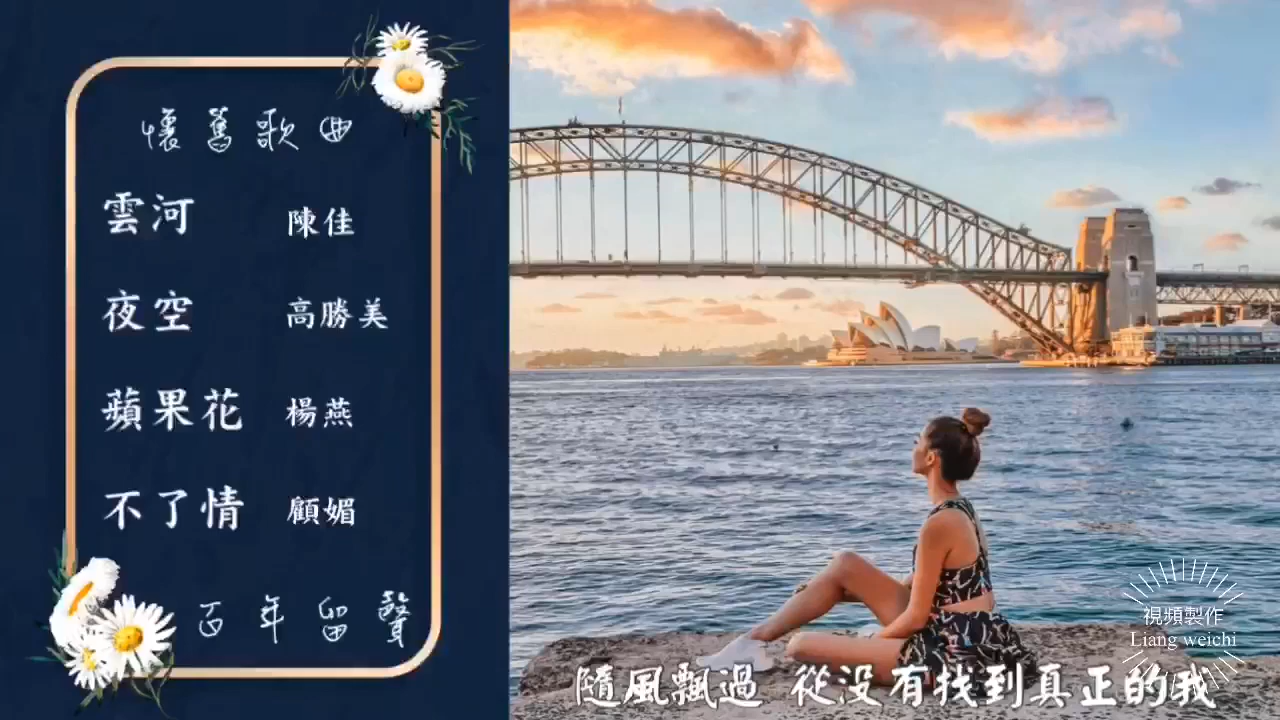 懷舊歌曲
雲河 陳佳
夜空 高勝美
蘋果花 楊燕
不了情 顧媚
百年留聲
視頻製作
Liang weichi
隨風飄過 從没有找到真正的我